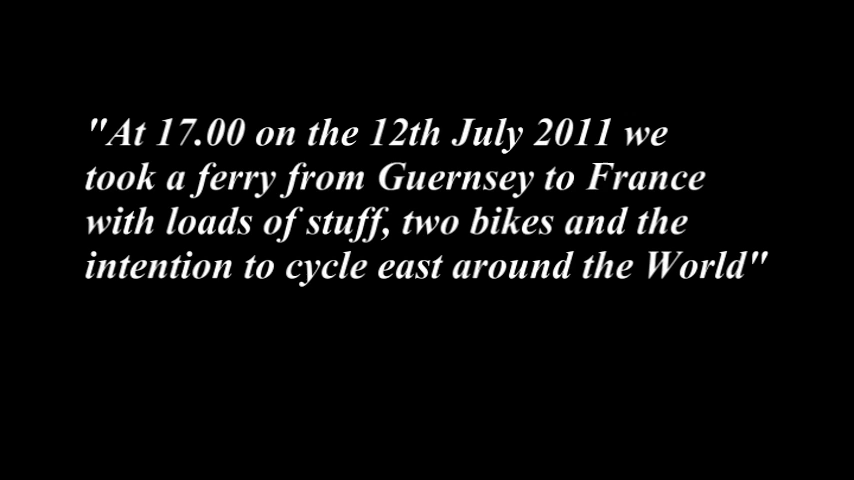 "At 17.00 on the 12th July 2011 we
took a ferry from Guernsey to France
with loads of stuff, two bikes and the
intention to cycle east around the World"